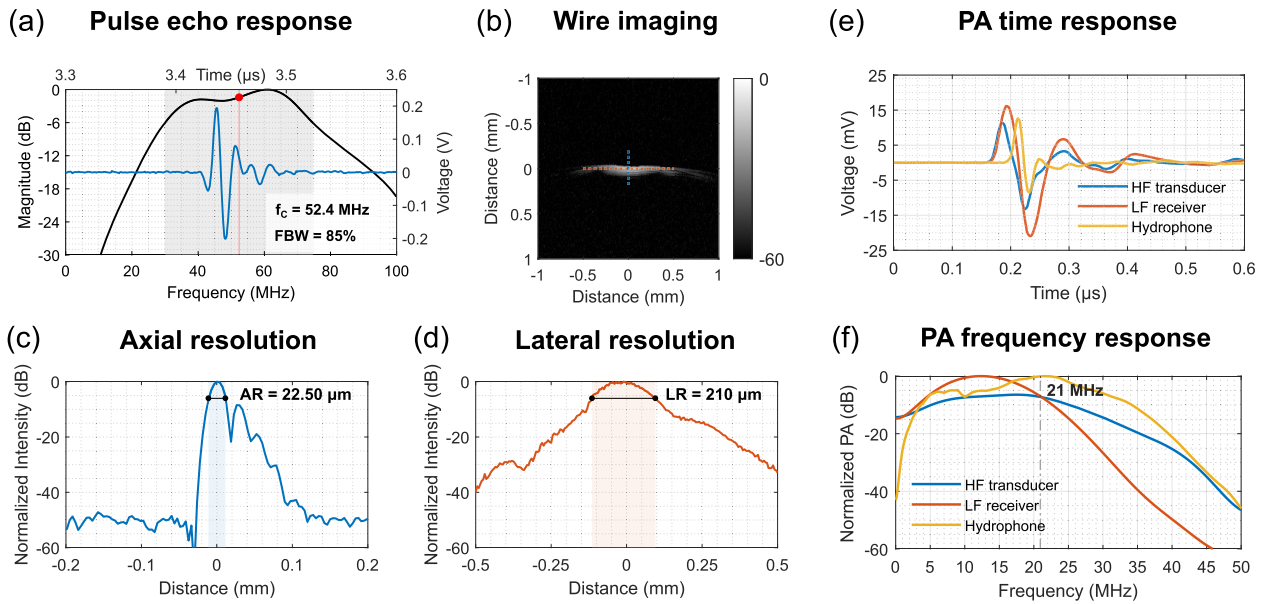 (a) Pulse echo response
3.3 3.4 Time (µs) 3.5 3.6
Magnitude (dB)
0
-6
-12
-18
-24
-30
0.2
0.1
0
-0.1
-0.2
Voltage (V)
f_C = 52.4 MHz
FBW = 85%
0 20 40 60 80 100
Frequency (MHz)
(b) Wire imaging
Distance (mm)
-1
-0.5
0
0.5
1
-1 -0.5 0 0.5 1
Distance (mm)
0
-60
(e) PA time response
Voltage (mV)
25
15
5
-5
-15
-25
HF transducer
LF receiver
Hydrophone
0 0.1 0.2 0.3 0.4 0.5 0.6
Time (µs)
(c) Axial resolution
Normalized Intensity (dB)
0
-20
-40
-60
AR = 22.50 µm
-0.2 -0.1 0 0.1 0.2
Distance (mm)
(d) Lateral resolution
Normalized Intensity (dB)
0
-20
-40
-60
LR = 210 µm
-0.5 0 0.5
Distance (mm)
(f) PA frequency response
Normalized PA (dB)
0
-20
-40
-60
21 MHz
HF transducer
LF receiver
Hydrophone
0 5 10 15 20 25 30 35 40 45 50
Frequency (MHz)